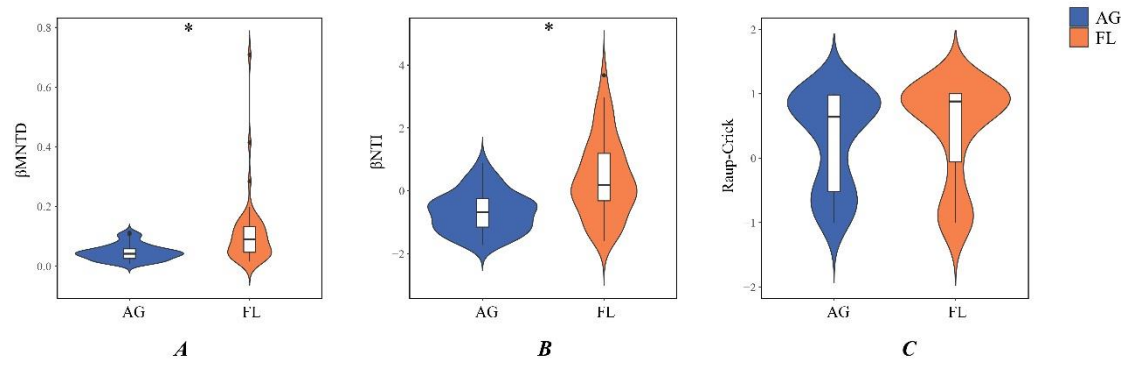 AG
FL
*
0.8
0.6
0.4
0.2
0.0
βMNTD
AG
FL
A
*
4
2
0
−2
βNTI
AG
FL
B
2
1
0
1
−2
Raup-Crick
AG
FL
C